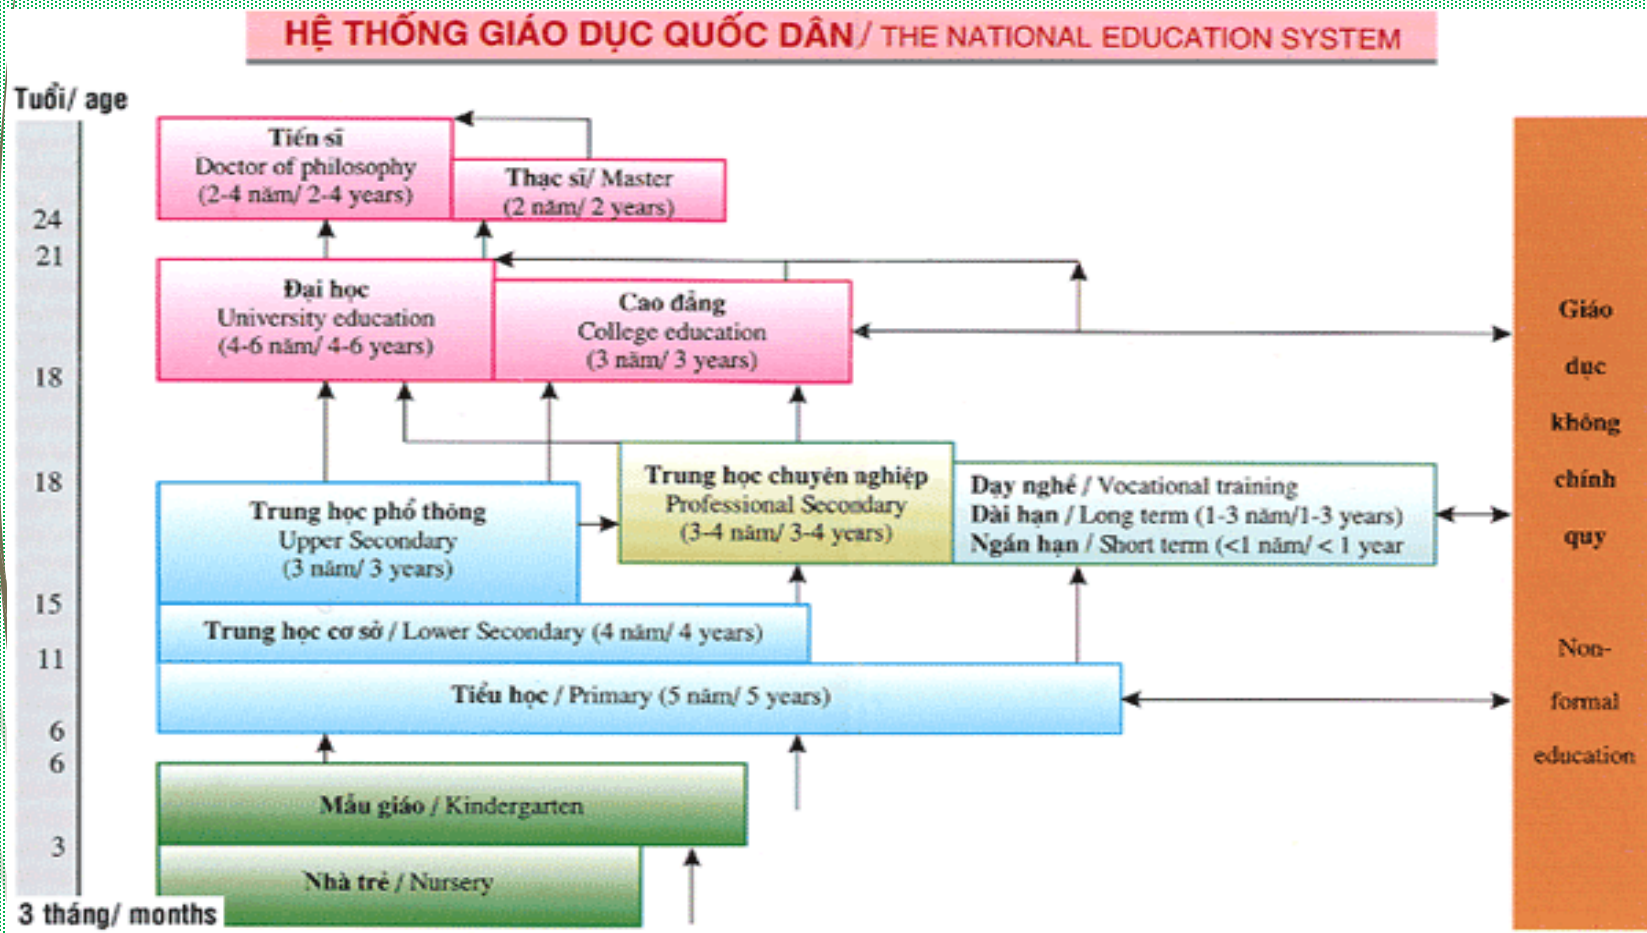 HỆ THỐNG GIÁO DỤC QUỐC DÂN/ THE NATIONAL EDUCATION SYSTEM
Tuổi/ age
Tiến sĩ
Doctor of philosophy
(2-4 năm/ 2-4 years)
Thạc sĩ/ Master
(2 năm/ 2 years)
24
21
Đại học
University education
(4-6 năm/ 4-6 years)
Cao đẳng
College education
(3 năm/ 3 years)
18
Trung học chuyên nghiệp
Professional Secondary
(3-4 năm/ 3-4 years)
Dạy nghề / Vocational training
Dài hạn / Long term (1-3 năm/1-3 years)
Ngắn hạn / Short term (<1 năm/ < 1 year
18
Trung học phổ thông
Upper Secondary
(3 năm/ 3 years)
15
Trung học cơ sở / Lower Secondary (4 năm/ 4 years)
11
Tiểu học / Primary (5 năm/ 5 years)
6
6
Mẫu giáo / Kindergarten
3
Nhà trẻ / Nursery
3 tháng/ months
Giáo
dục
không
chính
quy
Non-
formal
education